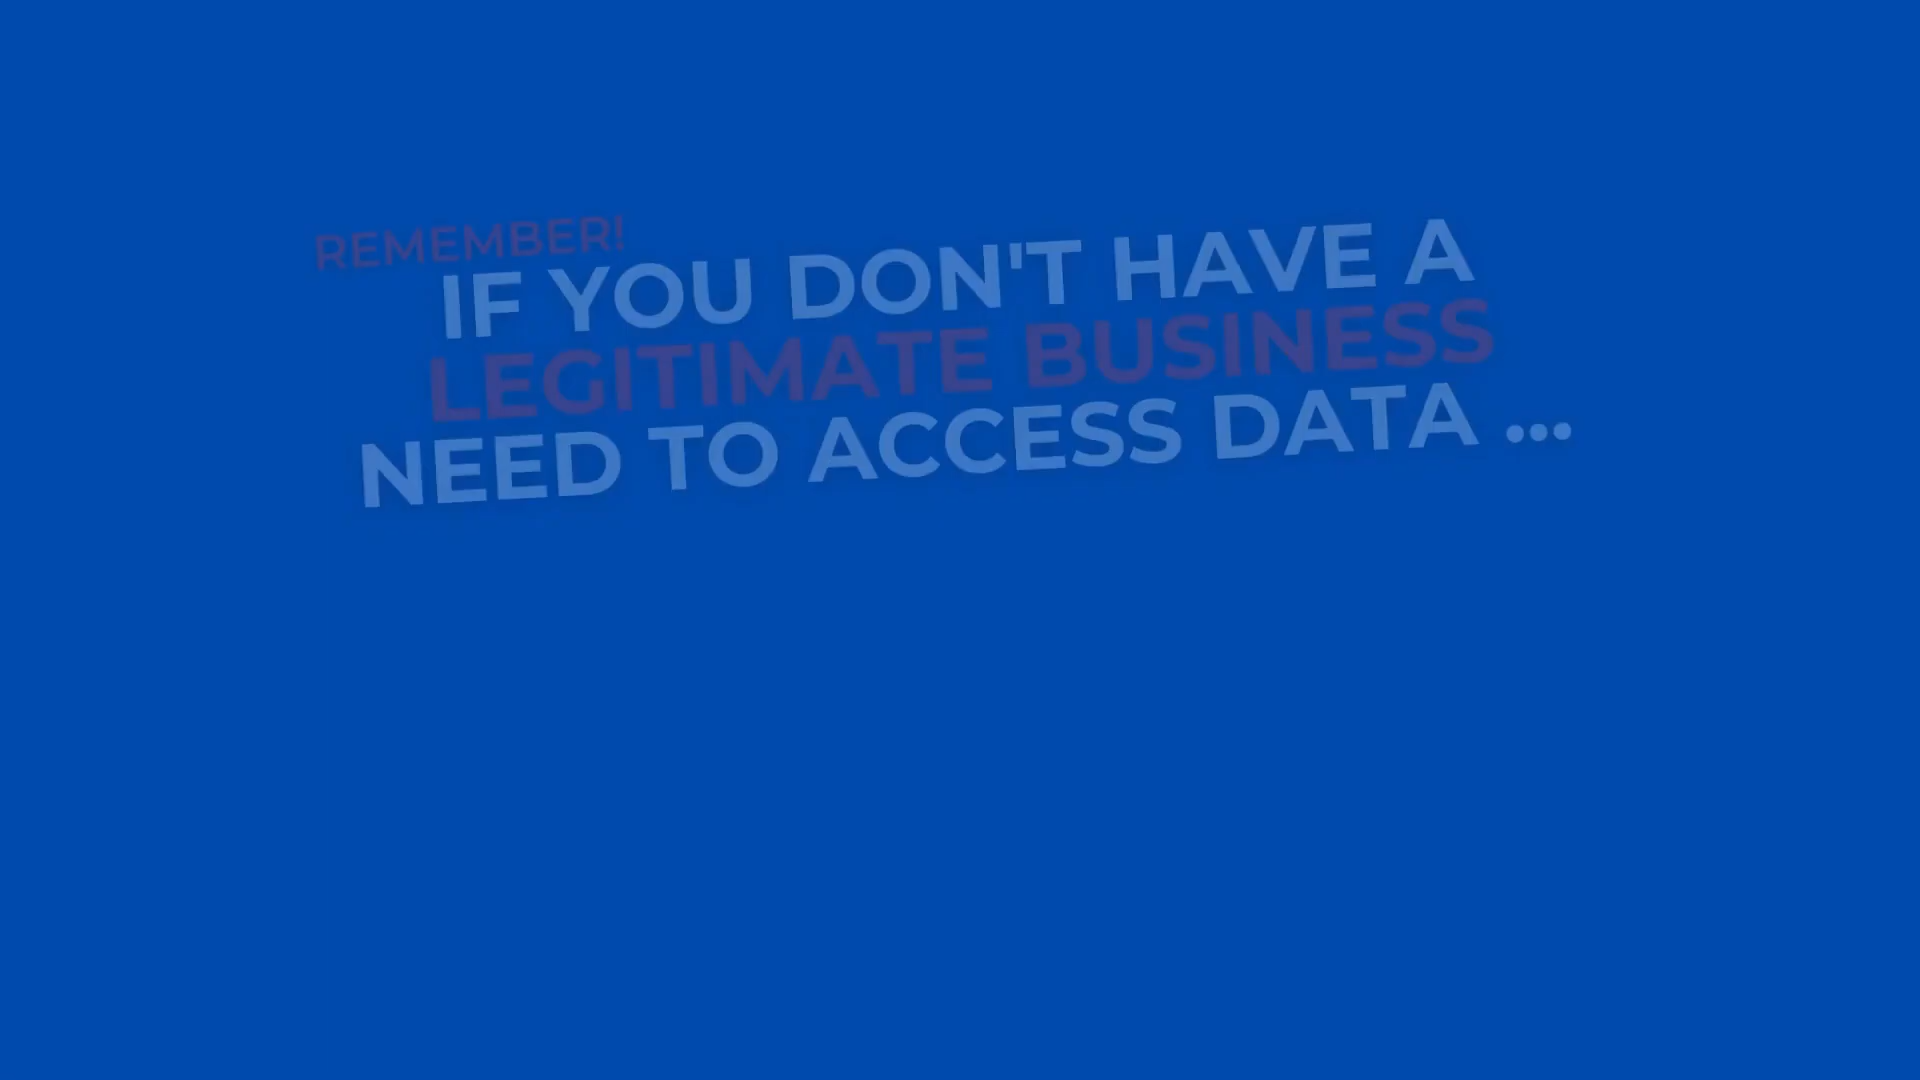 REMEMBER!
IF YOU DON'T HAVE A
LEGITIMATE BUSINESS
NEED TO ACCESS DATA ...